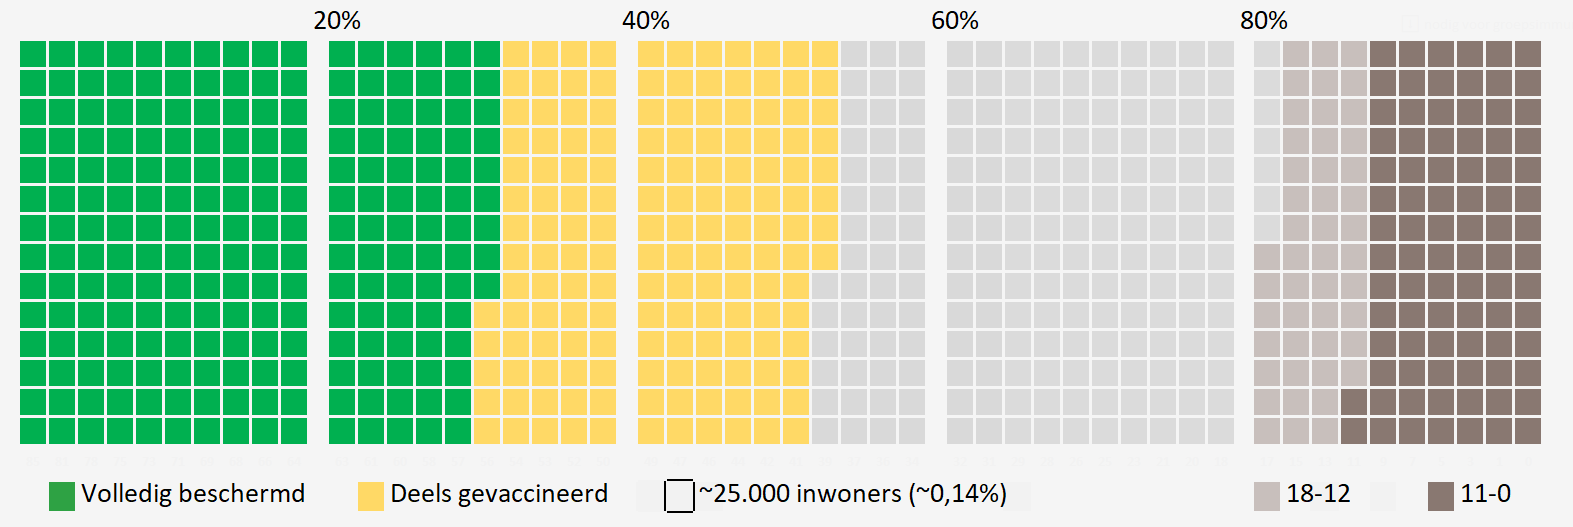 20% 40% 60% 80%
Volledig beschermd Deels gevaccineerd ~25.000 inwoners (~0,14%) 18-12 11-0